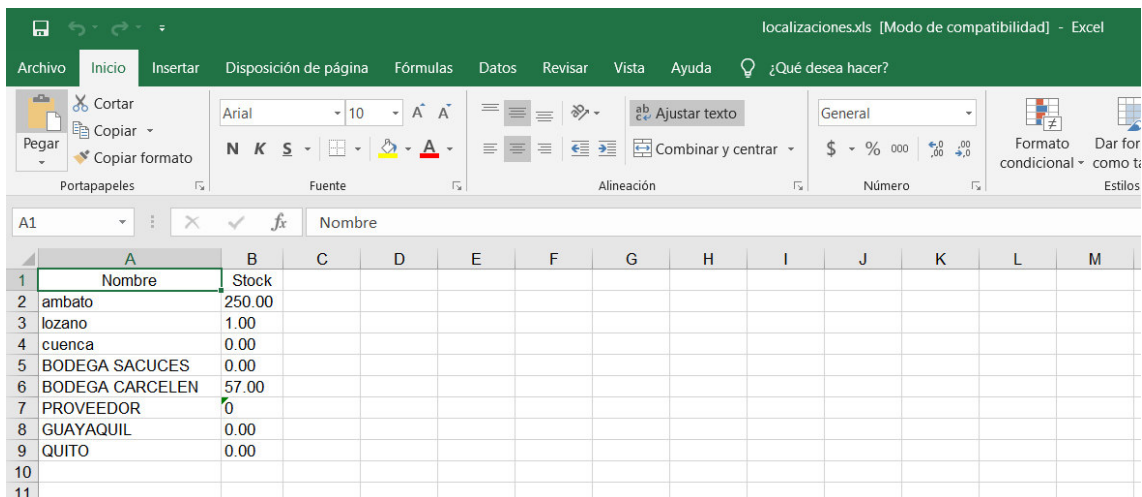 localizaciones.xls [Modo de compatibilidad] - Excel
Archivo Inicio Insertar Disposición de página Fórmulas Datos Revisar Vista Ayuda ¿Qué desea hacer?
Pegar
Cortar
Copiar
Copiar formato
Portapapeles
Arial 10
N K S
Fuente
Ajustar texto
Combinar y centrar
Alineación
General
$ % 000
Número
Formato condicional
Dar for
como ta
Estilos
A1 fx Nombre
A B C D E F G H I J K L M
1 Nombre Stock
2 ambato 250.00
3 lozano 1.00
4 cuenca 0.00
5 BODEGA SACUCES 0.00
6 BODEGA CARCELEN 57.00
7 PROVEEDOR 0
8 GUAYAQUIL 0.00
9 QUITO 0.00
10
11